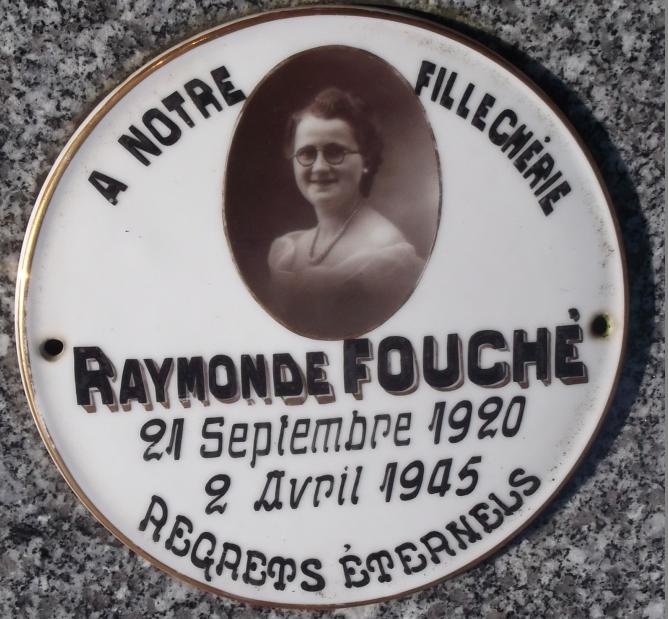 A NOTRE FILLE CHÉRIE
RAYMONDE FOUCHÉ
21 Septembre 1920
2 Avril 1945
REGRETS ÉTERNELS